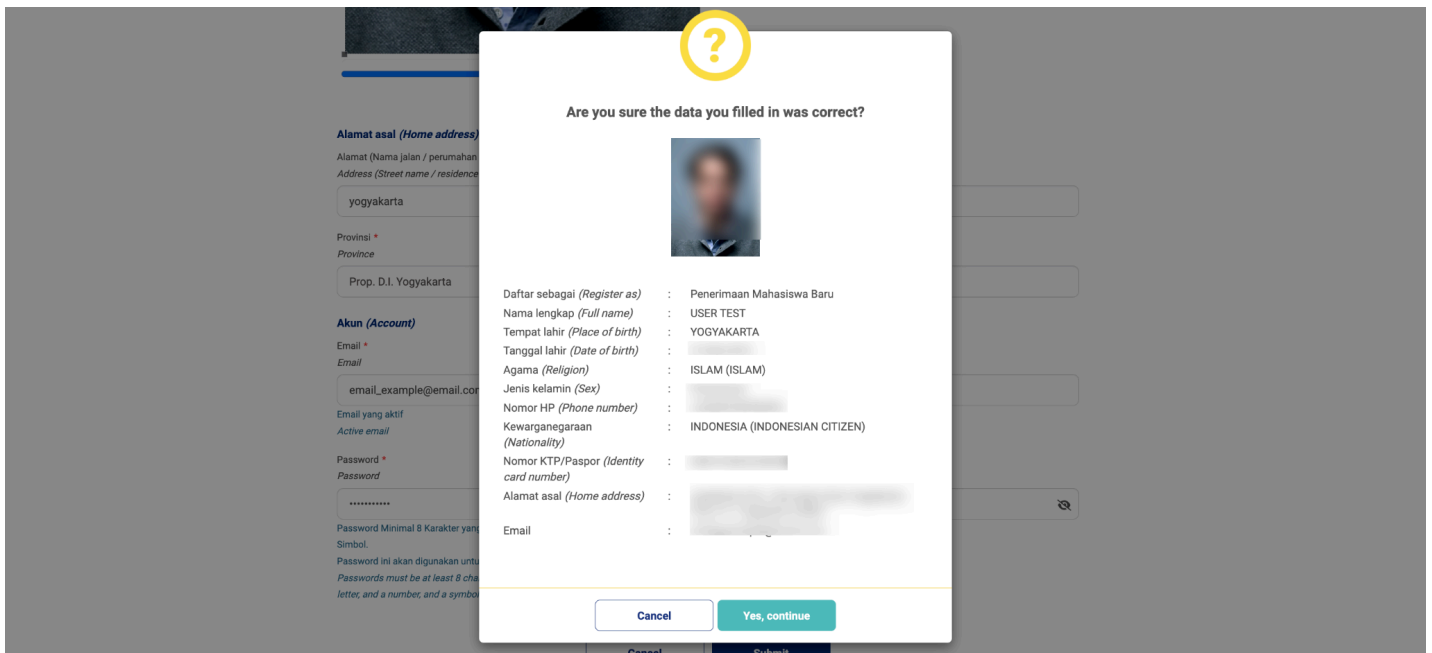 ?
Are you sure the data you filled in was correct?
Daftar sebagai (Register as) : Penerimaan Mahasiswa Baru
Nama lengkap (Full name) : USER TEST
Tempat lahir (Place of birth) : YOGYAKARTA
Tanggal lahir (Date of birth) :
Agama (Religion) : ISLAM (ISLAM)
Jenis kelamin (Sex) :
Nomor HP (Phone number) :
Kewarganegaraan : INDONESIA (INDONESIAN CITIZEN)
(Nationality)
Nomor KTP/Paspor (Identity :
card number)
Alamat asal (Home address) :
Email :
Cancel
Yes, continue
Alamat asal (Home address)
Alamat (Nama jalan / perumahan
Address (Street name / residence
yogyakarta
Provinsi *
Province
Prop. D.I. Yogyakarta
Akun (Account)
Email *
Email
email_example@email.com
Email yang aktif
Active email
Password *
Password
•••••••••••
Password Minimal 8 Karakter yang
Simbol.
Password ini akan digunakan untu
Passwords must be at least 8 cha
letter, and a number, and a symbo
Cancel
Submit